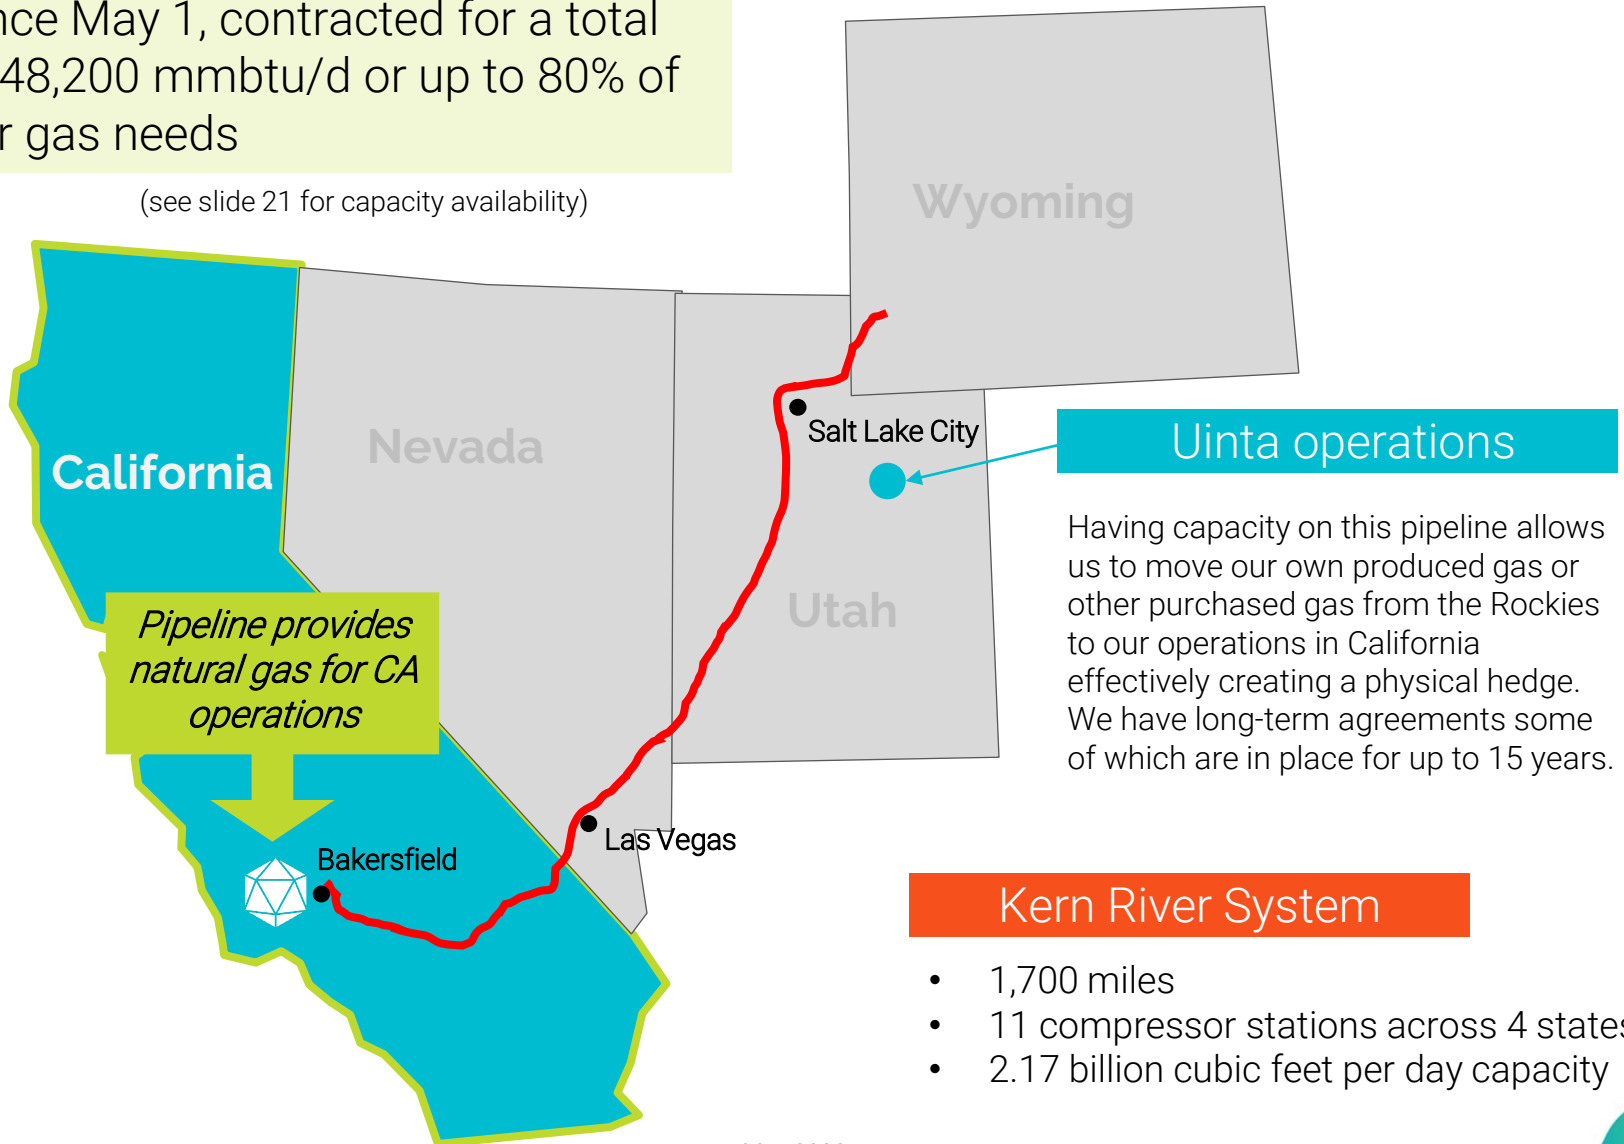 nce May 1, contracted for a total
48,200 mmbtu/d or up to 80% of
r gas needs
(see slide 21 for capacity availability)
Wyoming
Nevada
California
Salt Lake City
Uinta operations
Having capacity on this pipeline allows
us to move our own produced gas or
other purchased gas from the Rockies
to our operations in California
effectively creating a physical hedge.
We have long-term agreements some
of which are in place for up to 15 years.
Utah
Pipeline provides
natural gas for CA
operations
Las Vegas
Bakersfield
Kern River System
• 1,700 miles
• 11 compressor stations across 4 states
• 2.17 billion cubic feet per day capacity